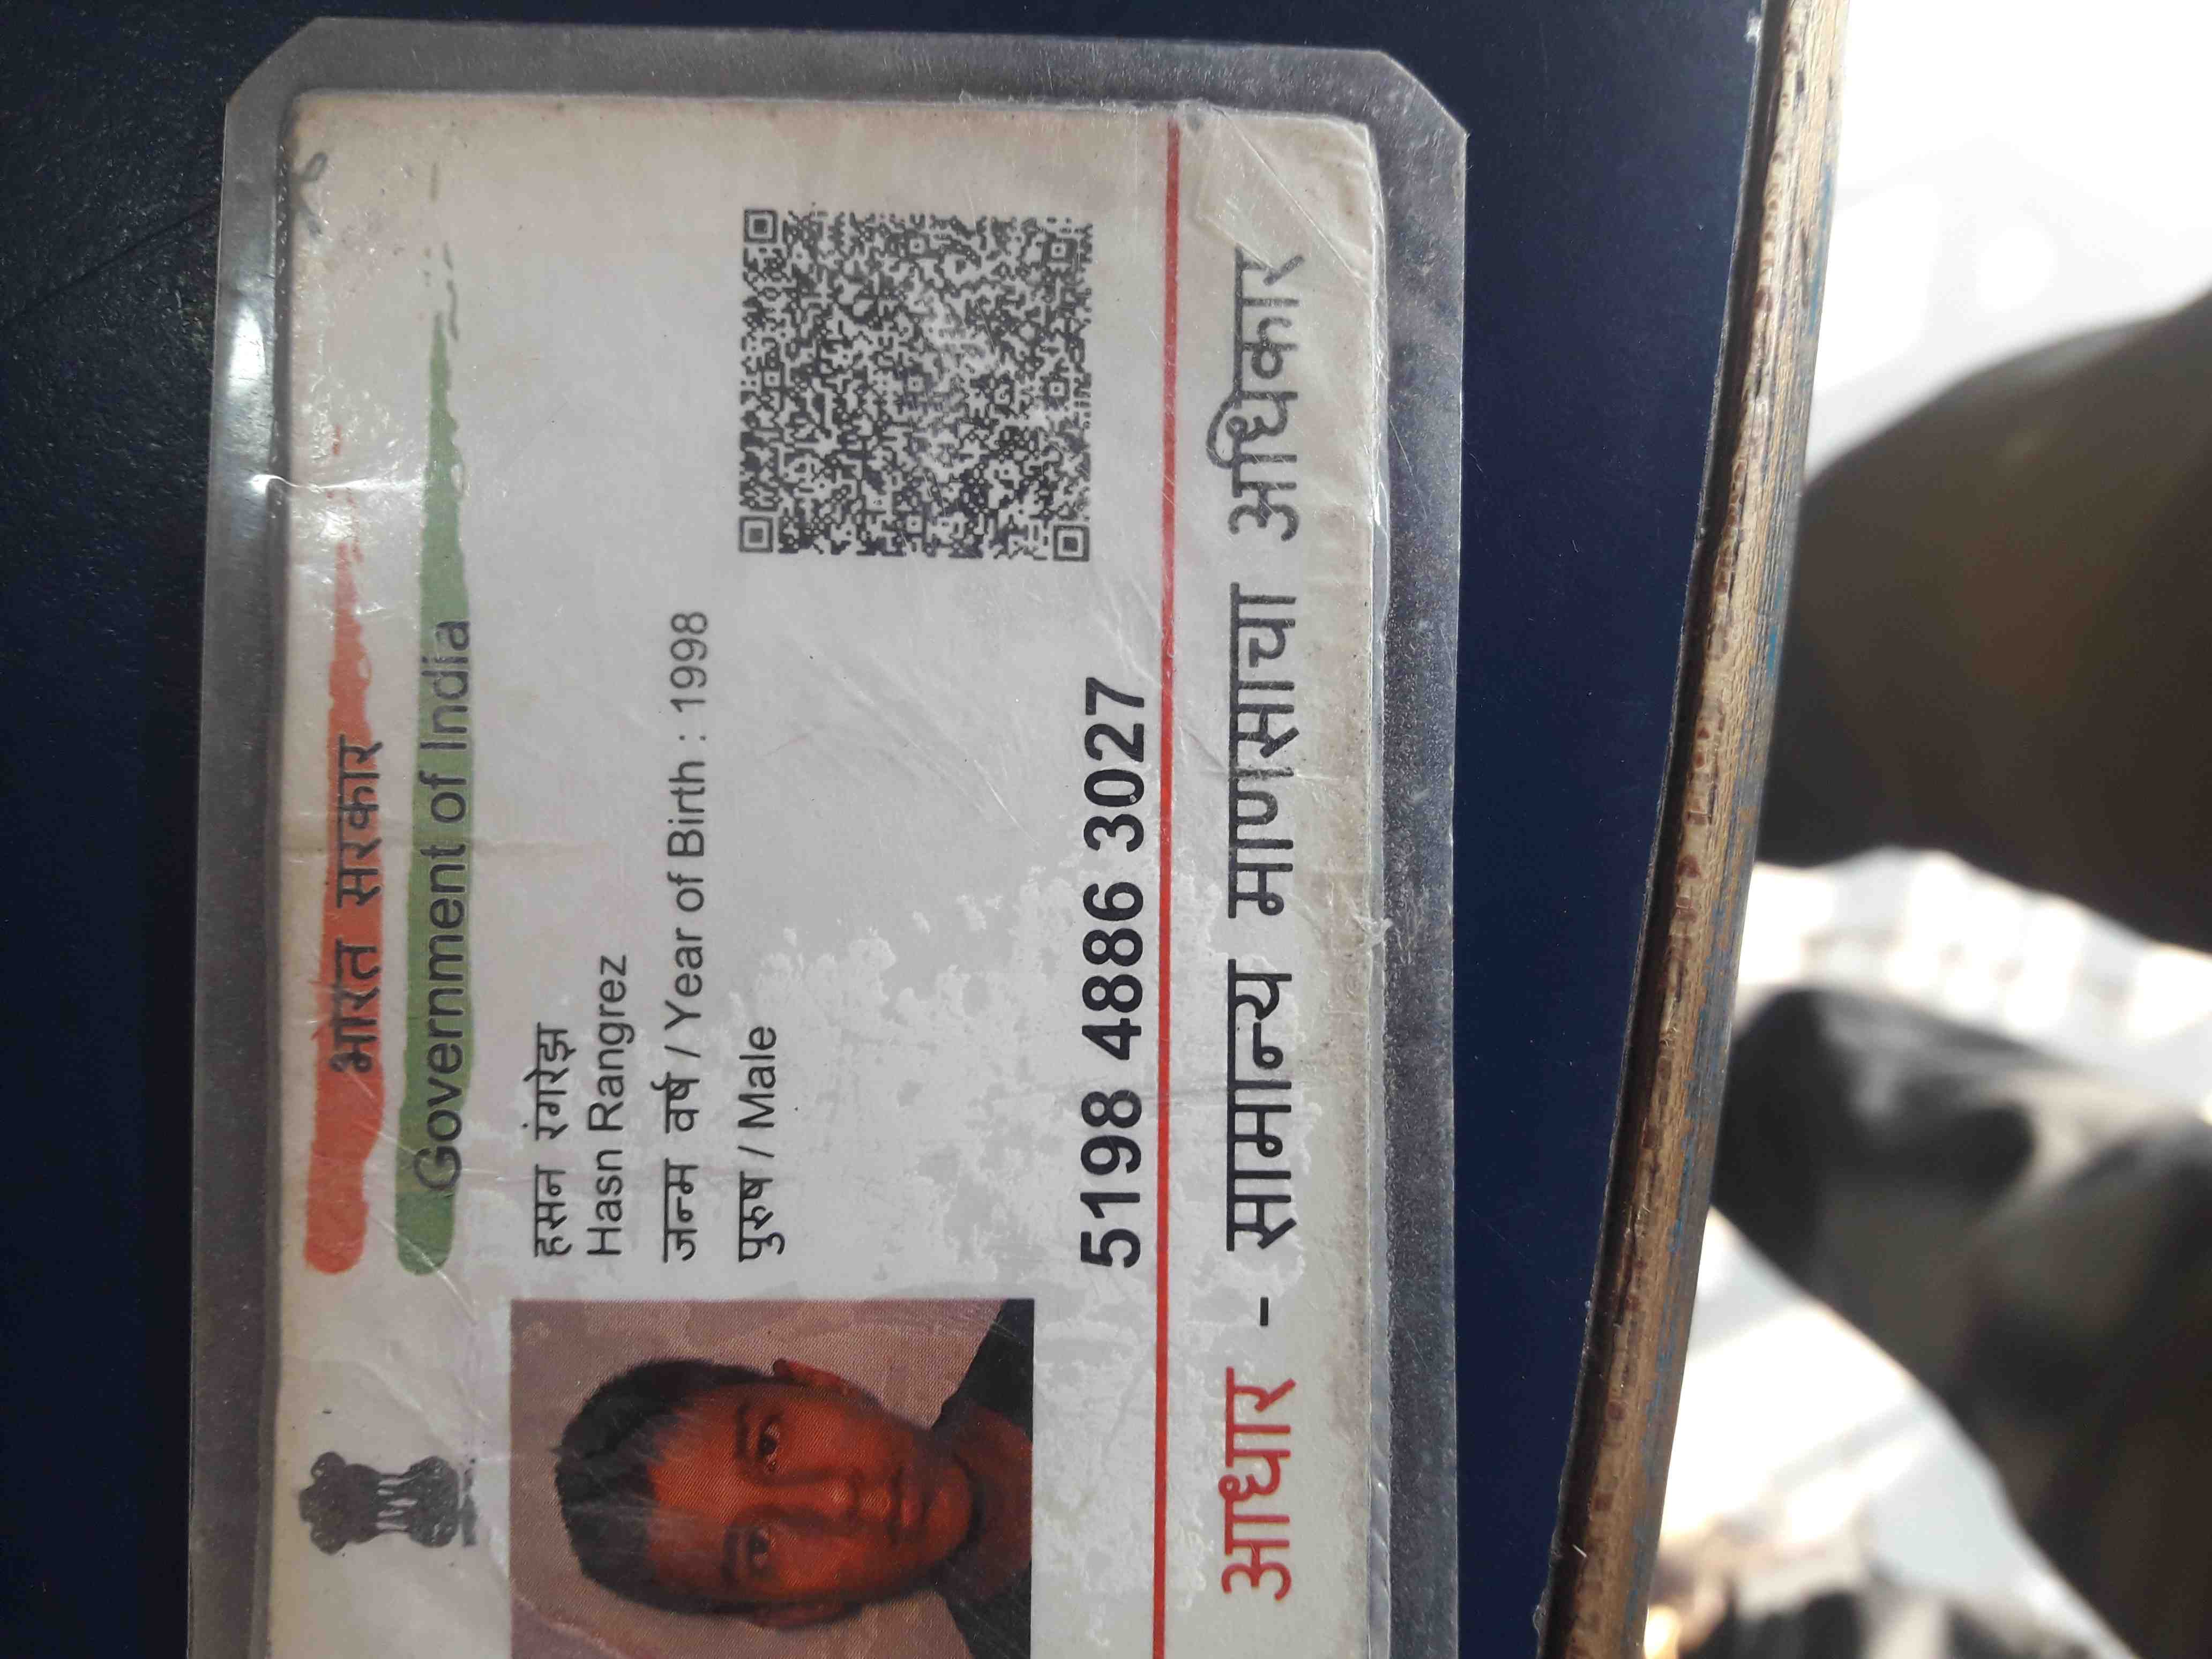 भारत सरकार
Government of India
हसन रंगरेझ
Hasn Rangrez
जन्म वर्ष / Year of Birth : 1998
पुरुष / Male
5198 4886 3027
आधार - सामान्य माणसाचा अधिकार